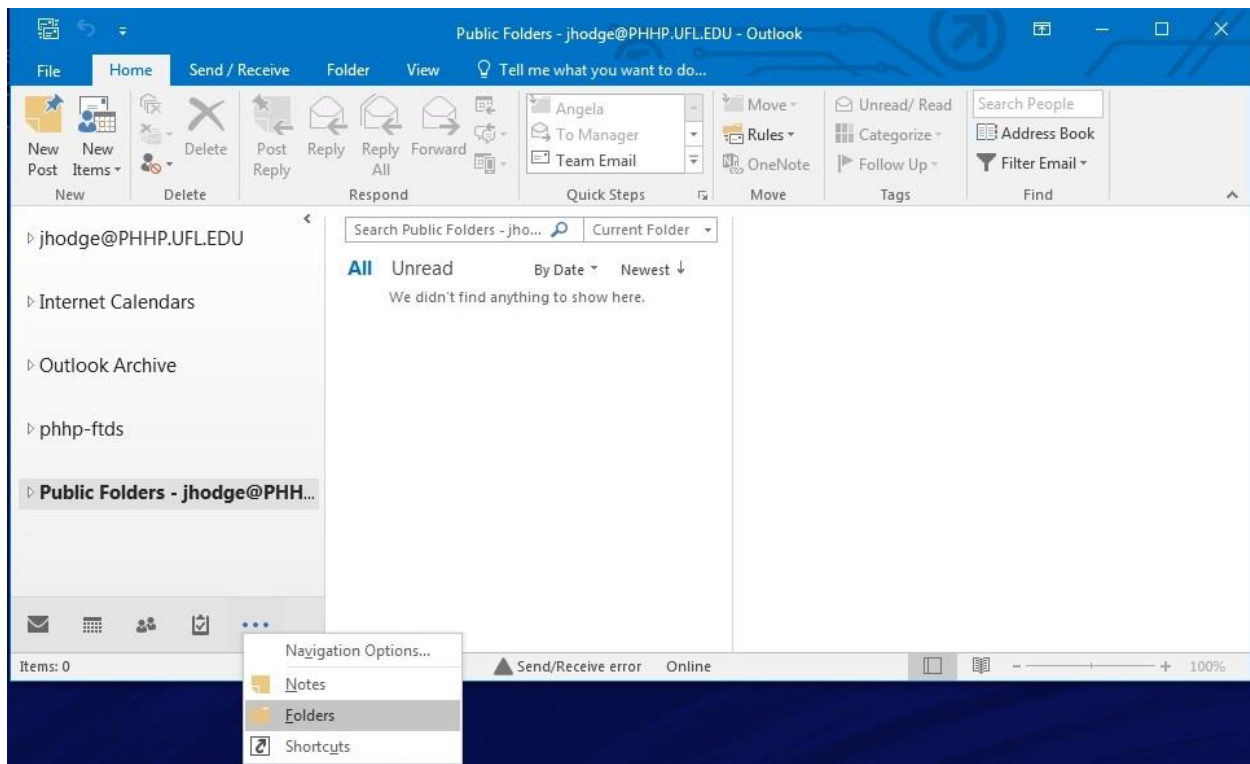 Public Folders - jhodge@PHHP.UFL.EDU - Outlook
File Home Send / Receive Folder View Tell me what you want to do...
New Post
New Items
Delete
Post Reply
Reply
Reply All
Forward
Angela
To Manager
Team Email
Move
Rules
OneNote
Unread/ Read
Categorize
Follow Up
Search People
Address Book
Filter Email
New Delete Respond Quick Steps Move Tags Find
jhodge@PHHP.UFL.EDU
Internet Calendars
Outlook Archive
phhp-ftds
Public Folders - jhodge@PHH...
Search Public Folders - jho... Current Folder
All Unread By Date Newest
We didn't find anything to show here.
Navigation Options...
Notes
Folders
Shortcuts
Items: 0 Send/Receive error Online 100%